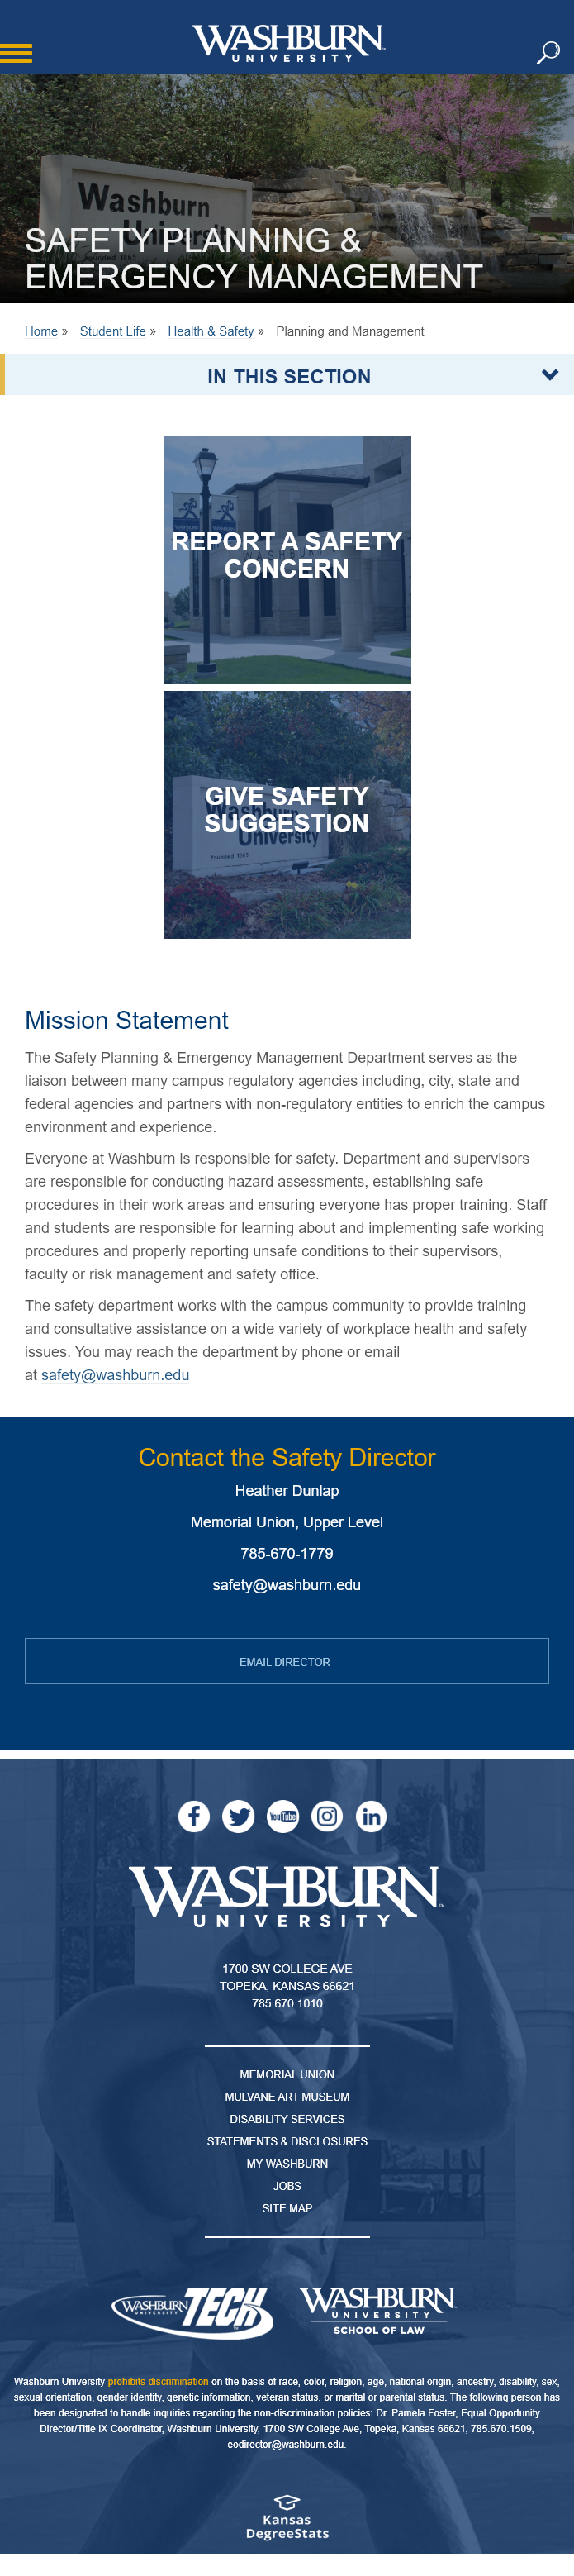 WASHBURN
UNIVERSITY
Washburn
University
SAFETY PLANNING &
EMERGENCY MANAGEMENT
Home » Student Life » Health & Safety » Planning and Management
IN THIS SECTION
REPORT A SAFETY
CONCERN
GIVE SAFETY
SUGGESTION
Washburn
University
Founded 1865
Mission Statement
The Safety Planning & Emergency Management Department serves as the
liaison between many campus regulatory agencies including, city, state and
federal agencies and partners with non-regulatory entities to enrich the campus
environment and experience.
Everyone at Washburn is responsible for safety. Department and supervisors
are responsible for conducting hazard assessments, establishing safe
procedures in their work areas and ensuring everyone has proper training. Staff
and students are responsible for learning about and implementing safe working
procedures and properly reporting unsafe conditions to their supervisors,
faculty or risk management and safety office.
The safety department works with the campus community to provide training
and consultative assistance on a wide variety of workplace health and safety
issues. You may reach the department by phone or email
at safety@washburn.edu
Contact the Safety Director
Heather Dunlap
Memorial Union, Upper Level
785-670-1779
safety@washburn.edu
EMAIL DIRECTOR
YouTube
WASHBURN
UNIVERSITY
1700 SW COLLEGE AVE
TOPEKA, KANSAS 66621
785.670.1010
MEMORIAL UNION
MULVANE ART MUSEUM
DISABILITY SERVICES
STATEMENTS & DISCLOSURES
MY WASHBURN
JOBS
SITE MAP
WASHBURN
UNIVERSITY
TECH
WASHBURN
UNIVERSITY
SCHOOL OF LAW
Washburn University prohibits discrimination on the basis of race, color, religion, age, national origin, ancestry, disability, sex,
sexual orientation, gender identity, genetic information, veteran status, or marital or parental status. The following person has
been designated to handle inquiries regarding the non-discrimination policies: Dr. Pamela Foster, Equal Opportunity
Director/Title IX Coordinator, Washburn University, 1700 SW College Ave, Topeka, Kansas 66621, 785.670.1509,
eodirector@washburn.edu.
Kansas
DegreeStats